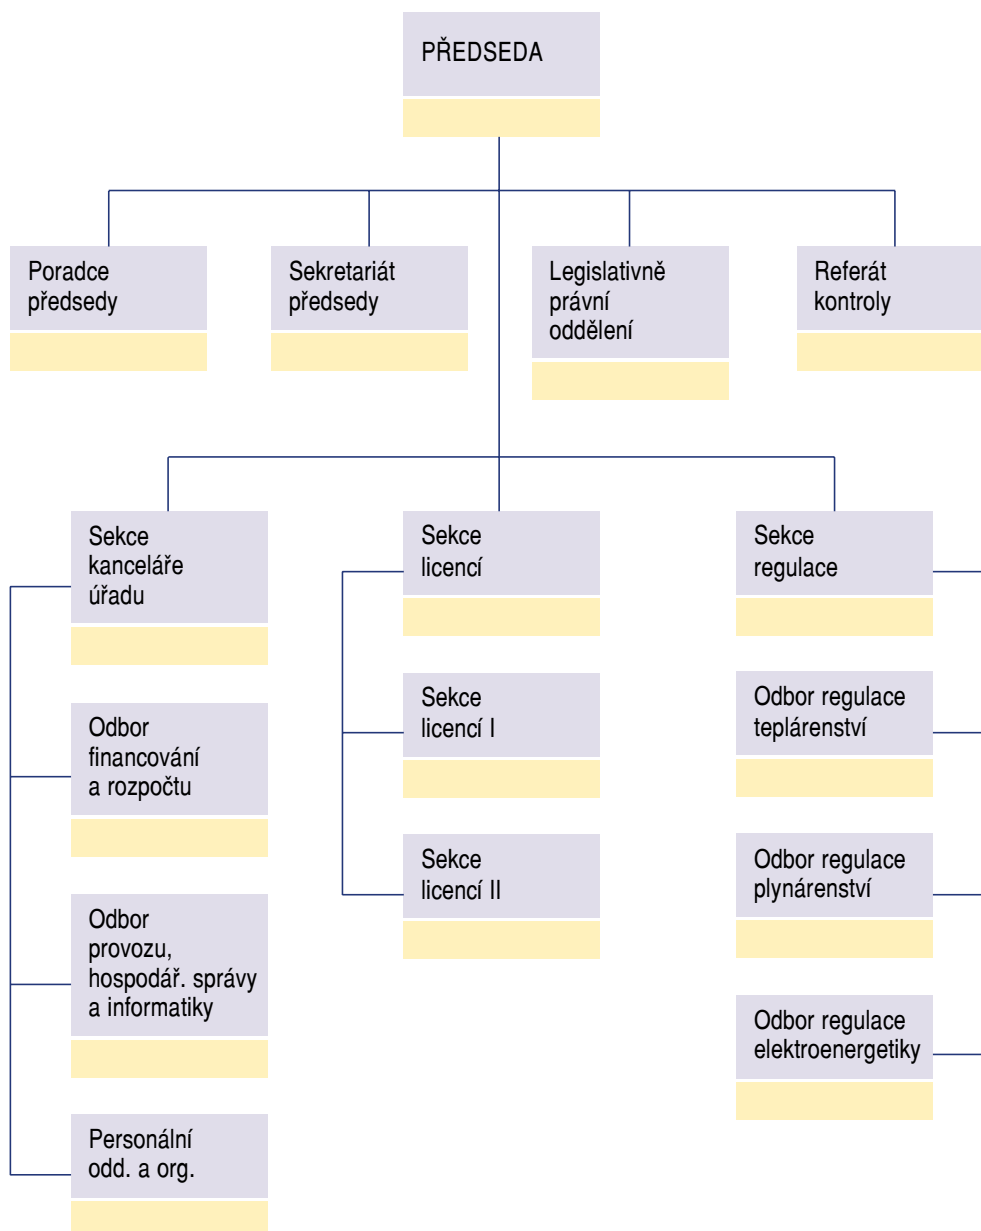 PŘEDSEDA
Poradce
předsedy
Sekretariát
předsedy
Legislativně
právní
oddělení
Referát
kontroly
Sekce
kanceláře
úřadu
Odbor
financování
a rozpočtu
Odbor
provozu,
hospodář. správy
a informatiky
Personální
odd. a org.
Sekce
licencí
Sekce
licencí I
Sekce
licencí II
Sekce
regulace
Odbor regulace
teplárenství
Odbor regulace
plynárenství
Odbor regulace
elektroenergetiky